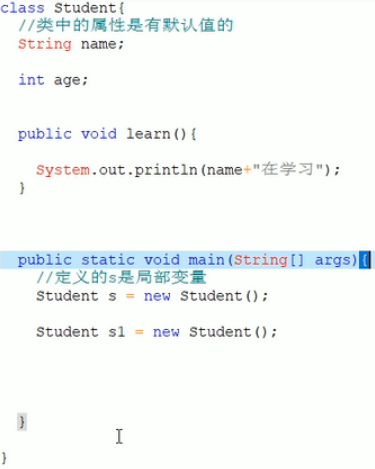 class Student{
//类中的属性是有默认值的
String name;
int age;
public void learn(){
System.out.println(name+"在学习");
}
public static void main(String[] args){
//定义的s是局部变量
Student s = new Student();
Student s1 = new Student();
}
}